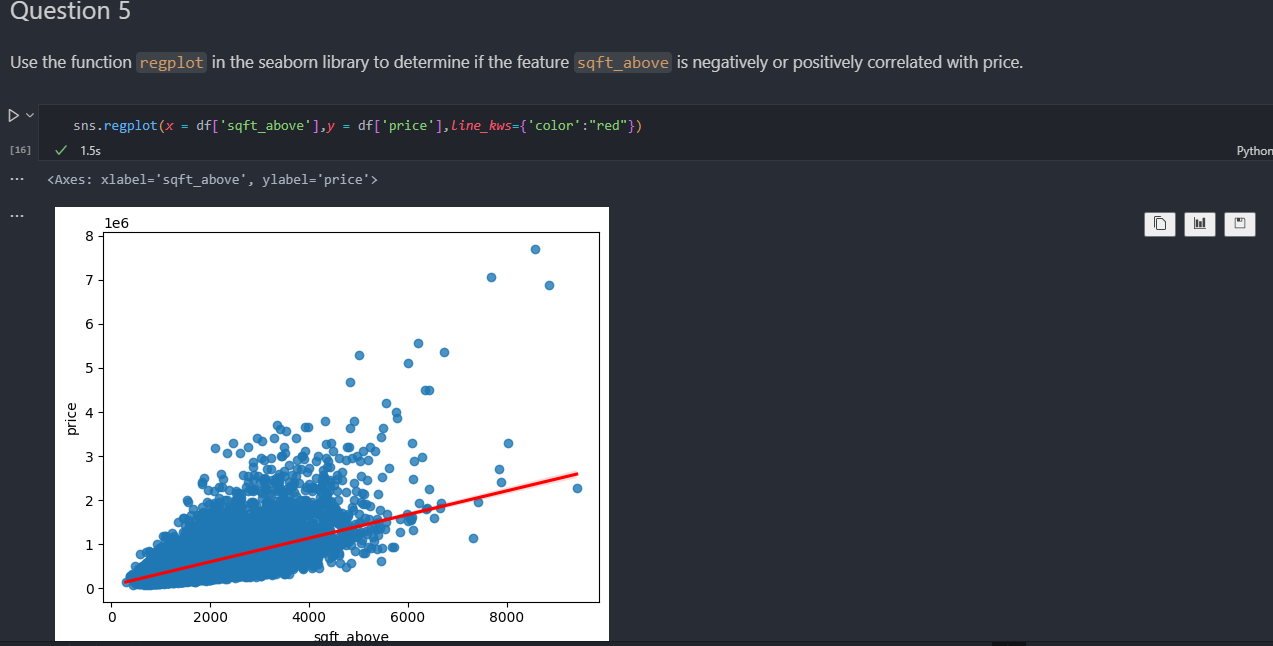 Question 5
Use the function regplot in the seaborn library to determine if the feature sqft_above is negatively or positively correlated with price.
sns.regplot(x = df['sqft_above'],y = df['price'],line_kws={'color':"red"})
[16]
1.5s
Python
... <Axes: xlabel='sqft_above', ylabel='price'>
...
1e6
8
7
6
5
4
3
2
1
0
price
0 2000 4000 6000 8000
sqft_above